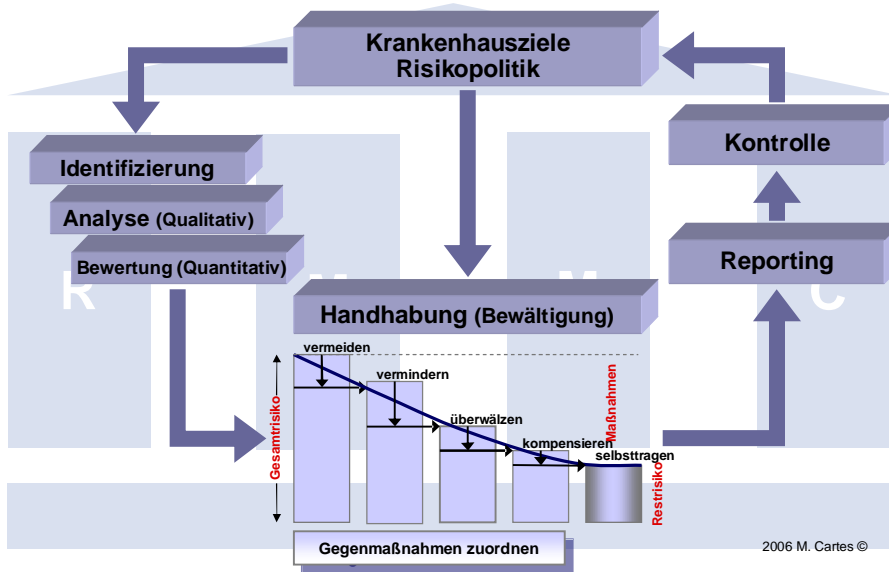 Krankenhausziele
Risikopolitik
Identifizierung
Analyse (Qualitativ)
Bewertung (Quantitativ)
Kontrolle
Reporting
R
M
M
C
Handhabung (Bewältigung)
vermeiden
vermindern
überwälzen
kompensieren
selbsttragen
Gesamtrisiko
Maßnahmen
Restrisiko
Gegenmaßnahmen zuordnen
2006 M. Cartes ©